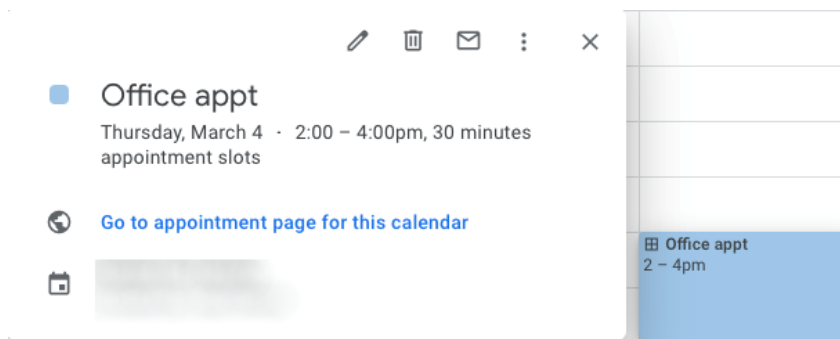 Office appt
Thursday, March 4 · 2:00 – 4:00pm, 30 minutes
appointment slots
Go to appointment page for this calendar
Office appt
2 – 4pm